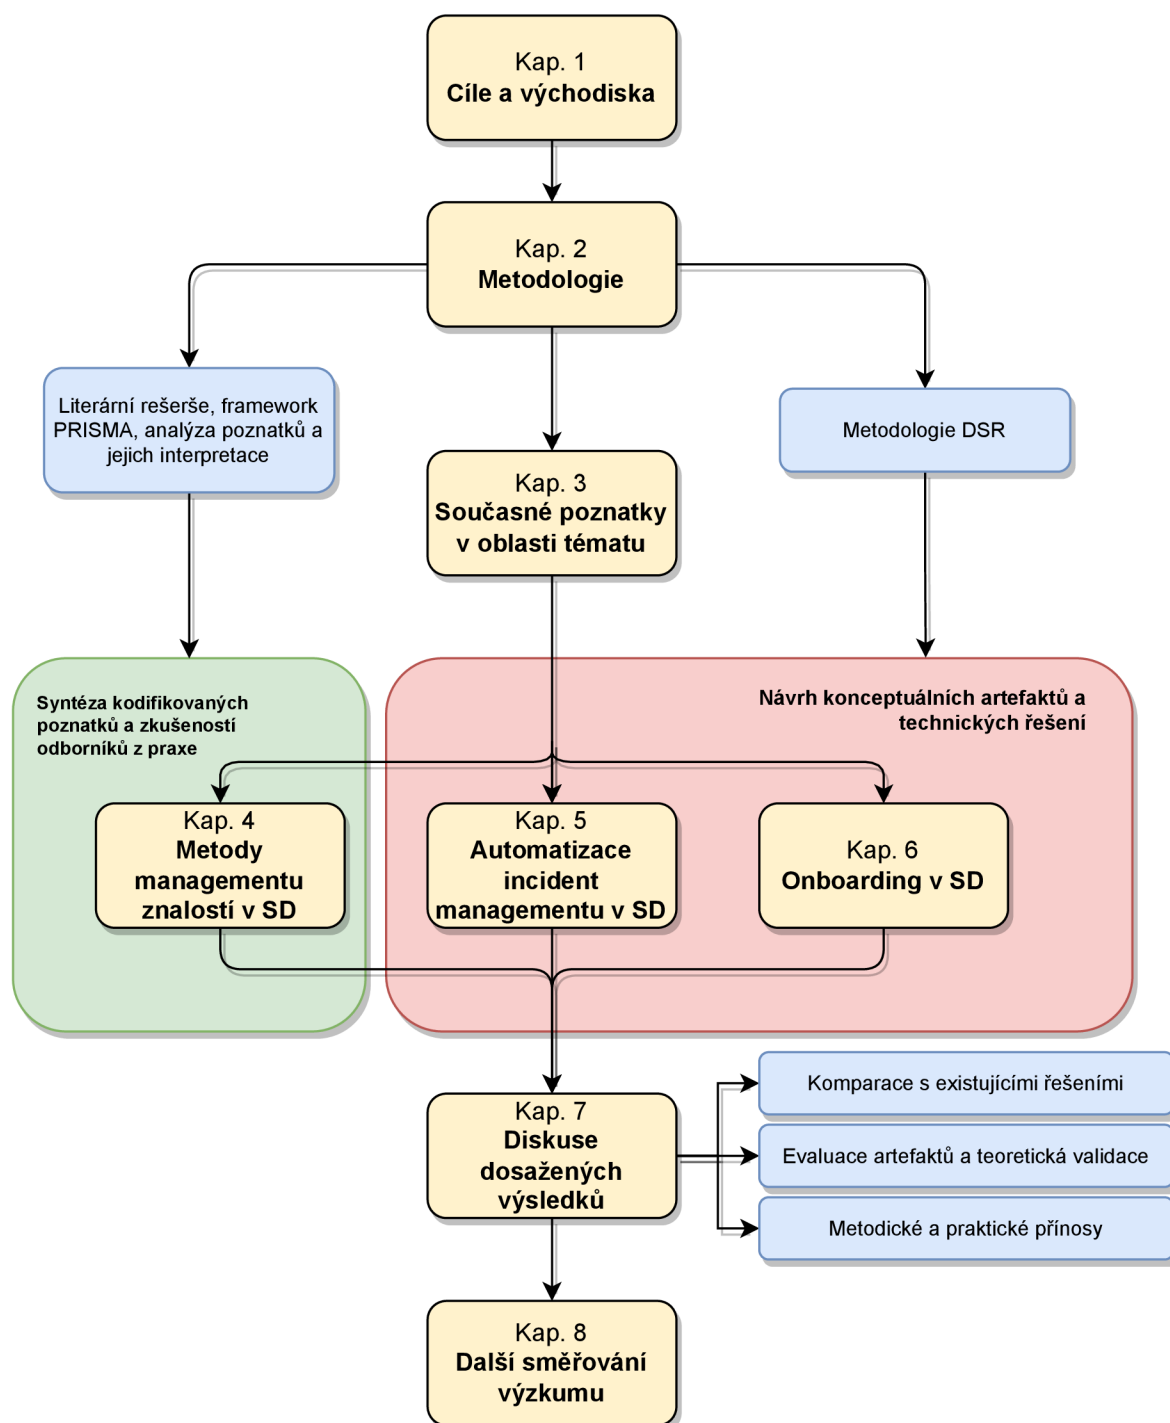 Kap. 1
Cíle a východiska
Kap. 2
Metodologie
Literární rešerše, framework
PRISMA, analýza poznatků a
jejich interpretace
Metodologie DSR
Kap. 3
Současné poznatky
v oblasti tématu
Syntéza kodifikovaných
poznatků a zkušeností
odborníků z praxe
Návrh konceptuálních artefaktů a
technických řešení
Kap. 4
Metody
managementu
znalostí v SD
Kap. 5
Automatizace
incident
managementu v SD
Kap. 6
Onboarding v SD
Kap. 7
Diskuse
dosažených
výsledků
Komparace s existujícími řešeními
Evaluace artefaktů a teoretická validace
Metodické a praktické přínosy
Kap. 8
Další směřování
výzkumu